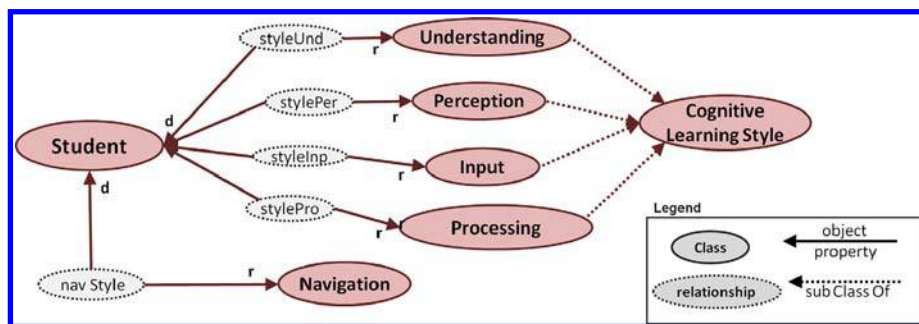 styleUnd
r
Understanding
stylePer
r
Perception
d
Student
Cognitive
Learning Style
styleInp
r
Input
d
stylePro
r
Processing
nav Style
r
Navigation
Legend
Class
object
property
relationship
sub Class Of